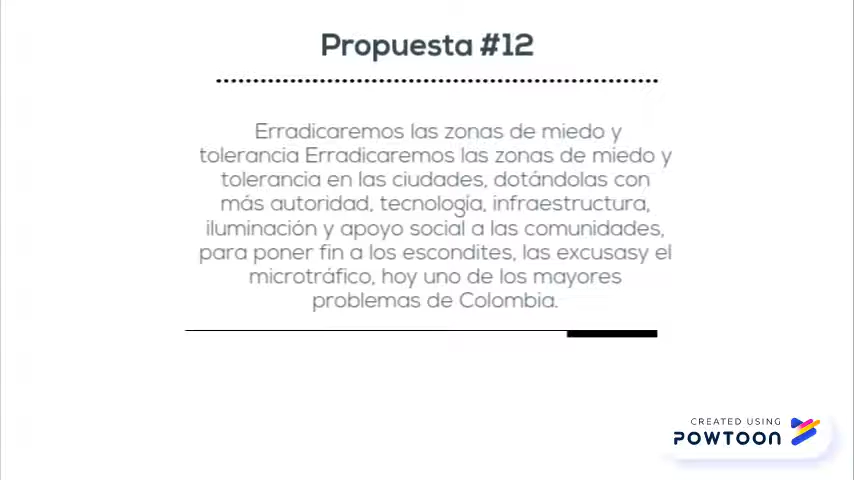 Propuesta #12
Erradicaremos las zonas de miedo y
tolerancia Erradicaremos las zonas de miedo y
tolerancia en las ciudades, dotándolas con
más autoridad, tecnología, infraestructura,
iluminación y apoyo social a las comunidades,
para poner fin a los escondites, las excusasy el
microtráfico, hoy uno de los mayores
problemas de Colombia.
CREATED USING
POWTOON